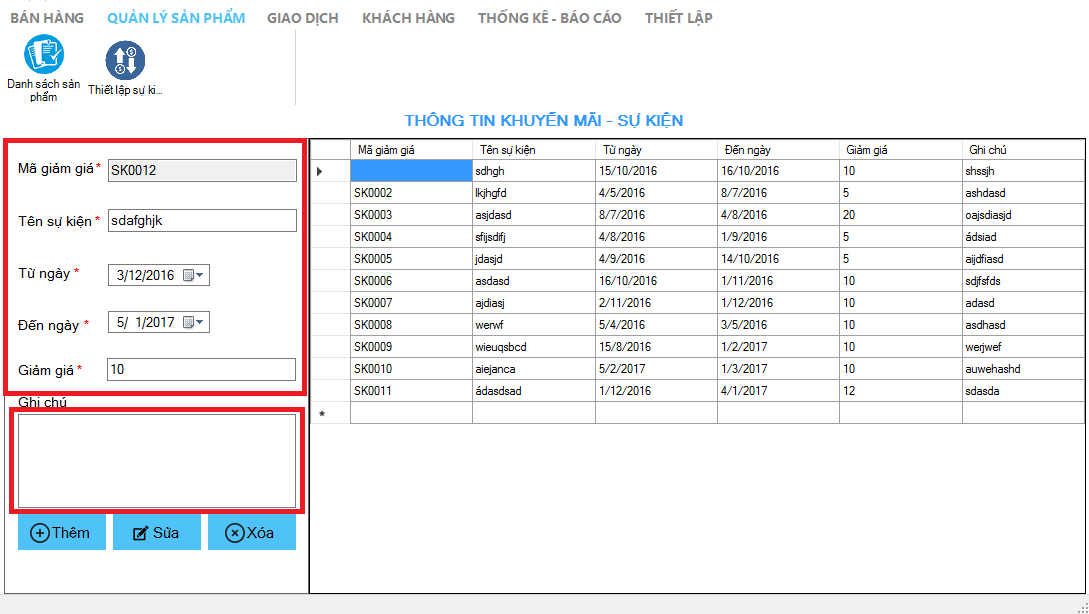 BÁN HÀNG QUẢN LÝ SẢN PHẨM GIAO DỊCH KHÁCH HÀNG THỐNG KÊ - BÁO CÁO THIẾT LẬP
Danh sách sản phẩm
Thiết lập sự ki...
THÔNG TIN KHUYẾN MÃI - SỰ KIỆN
Mã giảm giá * SK0012
Tên sự kiện * sdafghjk
Từ ngày * 3/12/2016
Đến ngày * 5/ 1/2017
Giảm giá * 10
Ghi chú
Thêm Sửa Xóa
Mã giảm giá Tên sự kiện Từ ngày Đến ngày Giảm giá Ghi chú
sdhgh 15/10/2016 16/10/2016 10 shssjh
SK0002 lkjhgfd 4/5/2016 8/7/2016 5 ashdasd
SK0003 asjdasd 8/7/2016 4/8/2016 20 oajsdiasjd
SK0004 sfijsdifj 4/8/2016 1/9/2016 5 ádsiad
SK0005 jdasjd 4/9/2016 14/10/2016 5 aijdfiasd
SK0006 asdasd 16/10/2016 1/11/2016 10 sdjfsfds
SK0007 ajdiasj 2/11/2016 1/12/2016 10 adasd
SK0008 werwf 5/4/2016 3/5/2016 10 asdhasd
SK0009 wieuqsbcd 15/8/2016 1/2/2017 10 werjwef
SK0010 aiejanca 5/2/2017 1/3/2017 10 auwehashd
SK0011 ádasdsad 1/12/2016 4/1/2017 12 sdasda
*